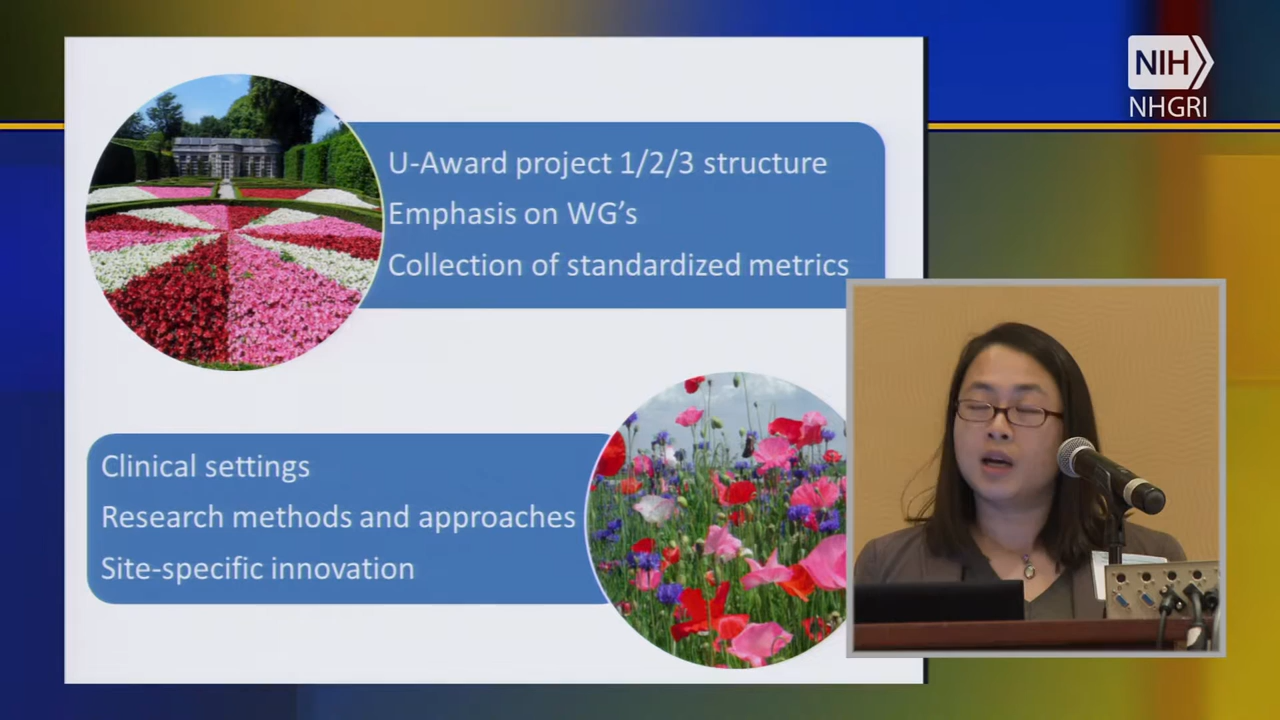 NIH
NHGRI
U-Award project 1/2/3 structure
Emphasis on WG's
Collection of standardized metrics
Clinical settings
Research methods and approaches
Site-specific innovation